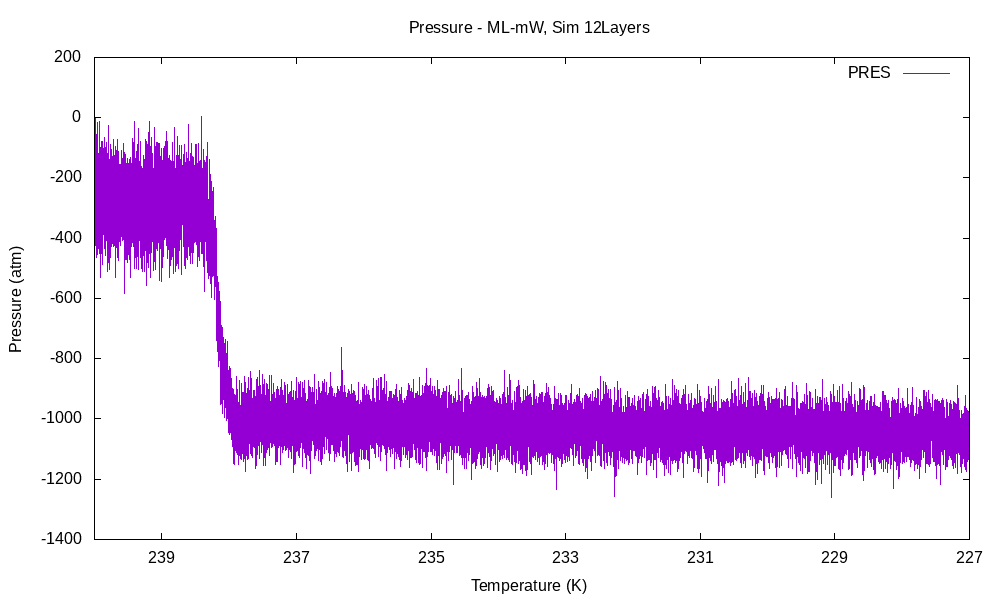 Pressure - ML-mW, Sim 12Layers
PRES
200
0
-200
-400
-600
-800
-1000
-1200
-1400
Pressure (atm)
239 237 235 233 231 229 227
Temperature (K)